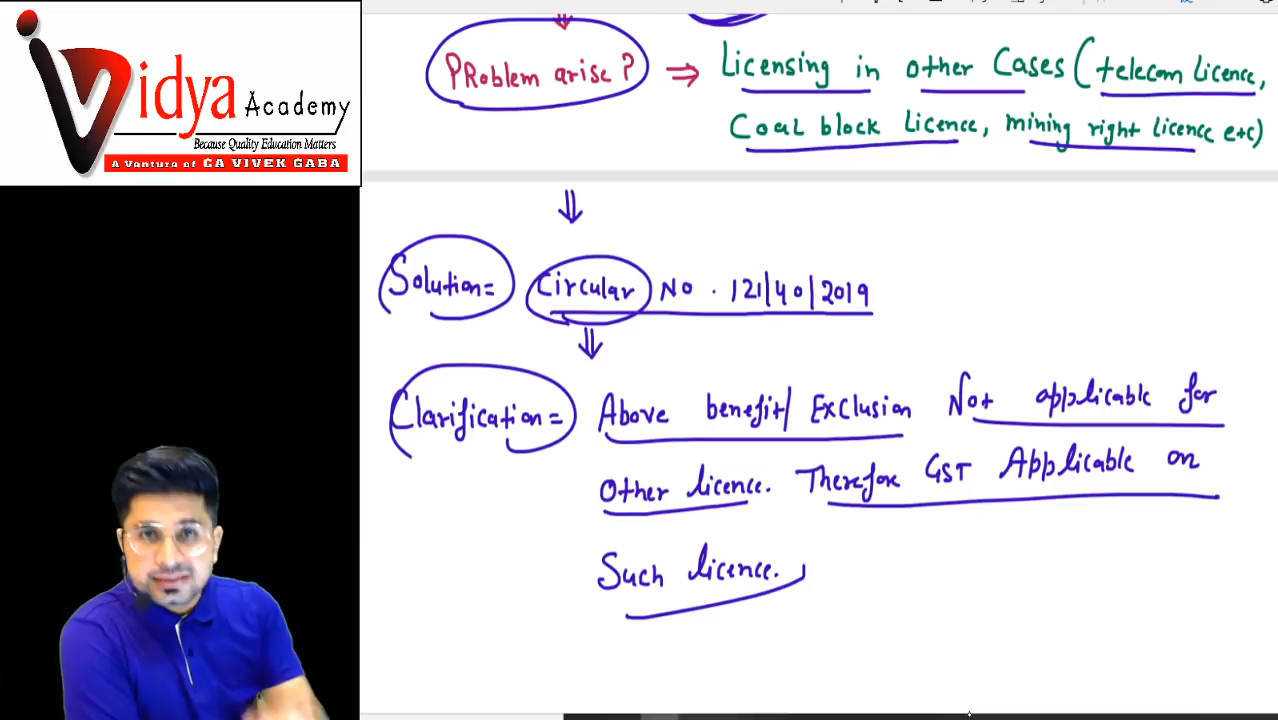 Vidya
Academy
Because Quality Education Matters
A Ventura of CA VIVEK GABA
Problem arise? ⇒ Licensing in other Cases (telecom Licence,
Coal block Licence, mining right licence etc)
Solution= Circular No. 121/40/2019
Clarification= Above benefit/ Exclusion Not applicable for
Other licence. Therefore GST Applicable on
Such licence.